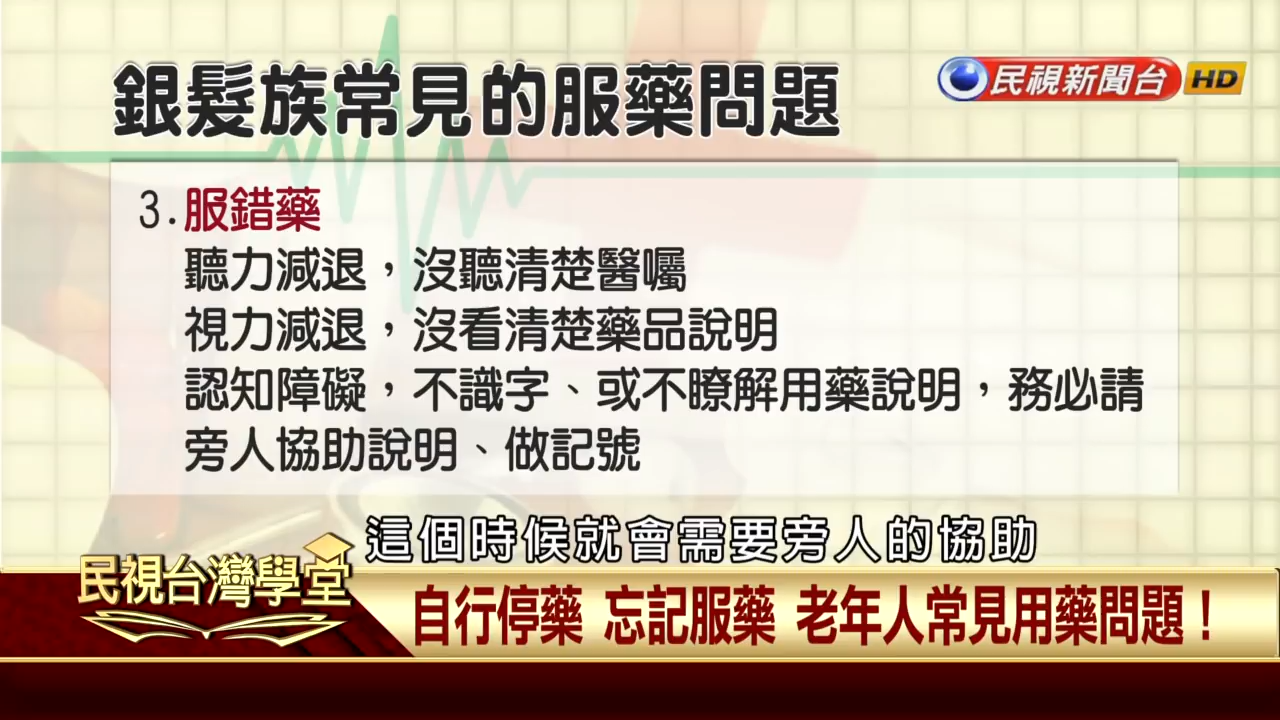 銀髮族常見的服藥問題
民視新聞台 HD
3.服錯藥
聽力減退，沒聽清楚醫囑
視力減退，沒看清楚藥品說明
認知障礙，不識字、或不瞭解用藥說明，務必請
旁人協助說明、做記號
這個時候就會需要旁人的協助
民視台灣學堂
自行停藥 忘記服藥 老年人常見用藥問題！